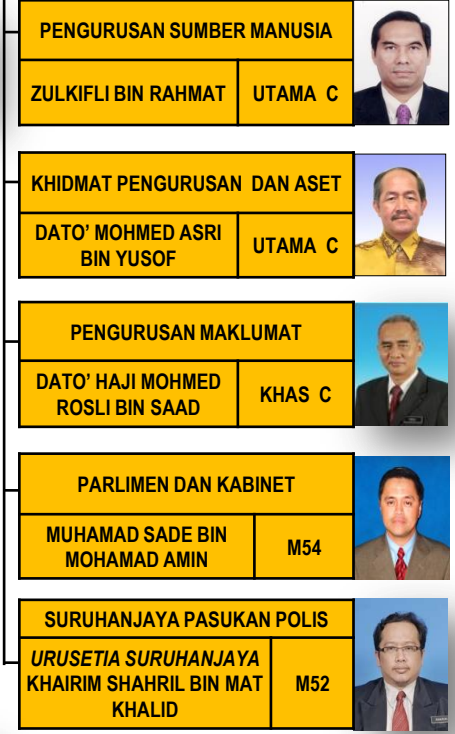 PENGURUSAN SUMBER MANUSIA
ZULKIFLI BIN RAHMAT
UTAMA C
KHIDMAT PENGURUSAN DAN ASET
DATO' MOHMED ASRI
BIN YUSOF
UTAMA C
PENGURUSAN MAKLUMAT
DATO' HAJI MOHMED
ROSLI BIN SAAD
KHAS C
PARLIMEN DAN KABINET
MUHAMAD SADE BIN
MOHAMAD AMIN
M54
SURUHANJAYA PASUKAN POLIS
URUSETIA SURUHANJAYA
KHAIRIM SHAHRIL BIN MAT
KHALID
M52